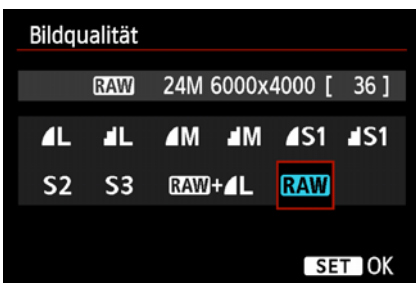 Bildqualität
RAW 24M 6000x4000 [ 36 ]
L L M M S1 S1
S2 S3 RAW+L RAW
SET OK